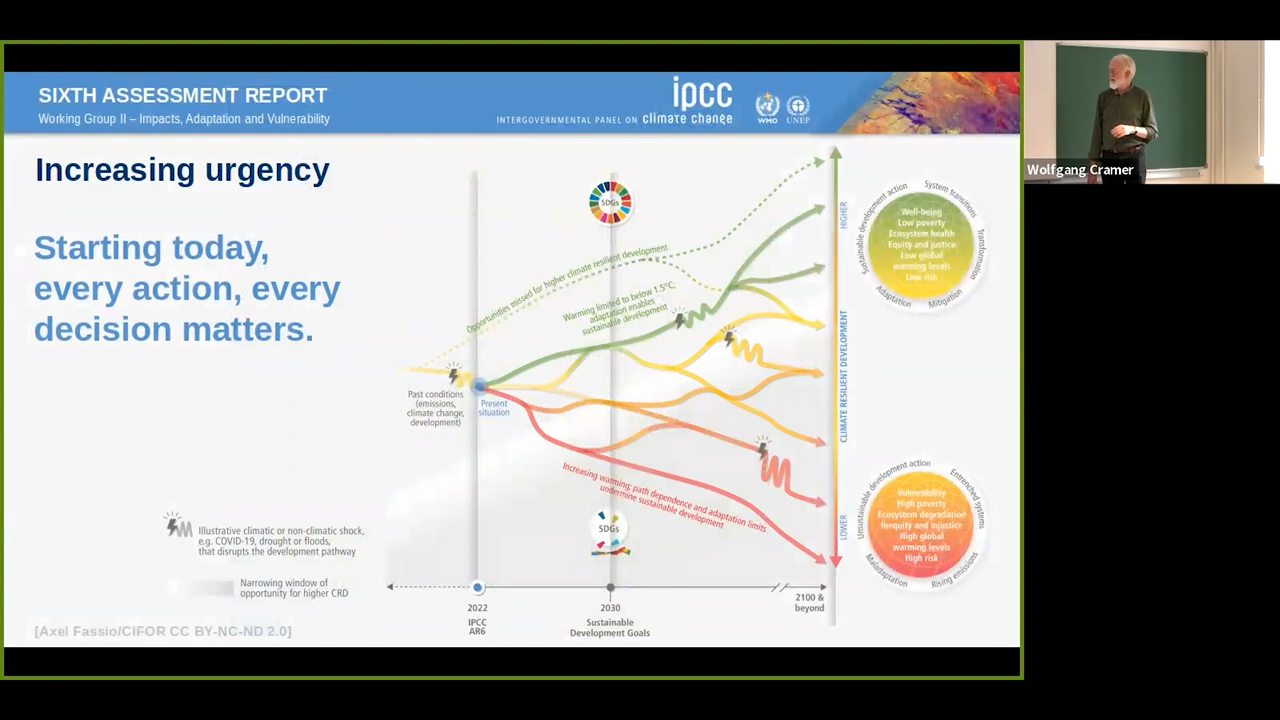 SIXTH ASSESSMENT REPORT
Working Group II – Impacts, Adaptation and Vulnerability
ipcc
INTERGOVERNMENTAL PANEL ON climate change
WMO
UNEP
Wolfgang Cramer
Increasing urgency
Starting today,
every action, every
decision matters.
SDGs
Opportunities missed for higher climate resilient development
Warming limited to below 1.5°C;
adaptation enables
sustainable development
Past conditions
(emissions,
climate change,
development)
Present
situation
Increasing warming; path dependence and adaptation limits
undermine sustainable development
SDGs
HIGHER
CLIMATE RESILIENT DEVELOPMENT
LOWER
Sustainable development action
System transitions
Transformation
Mitigation
Adaptation
Well-being
Low poverty
Ecosystem health
Equity and justice
Low global
warming levels
Low risk
Unsustainable development action
Entrenched systems
Rising emissions
Maladaptation
Vulnerability
High poverty
Ecosystem degradation
Inequity and injustice
High global
warming levels
High risk
Illustrative climatic or non-climatic shock,
e.g. COVID-19, drought or floods,
that disrupts the development pathway
Narrowing window of
opportunity for higher CRD
2022
IPCC
AR6
2030
Sustainable
Development Goals
2100 &
beyond
[Axel Fassio/CIFOR CC BY-NC-ND 2.0]